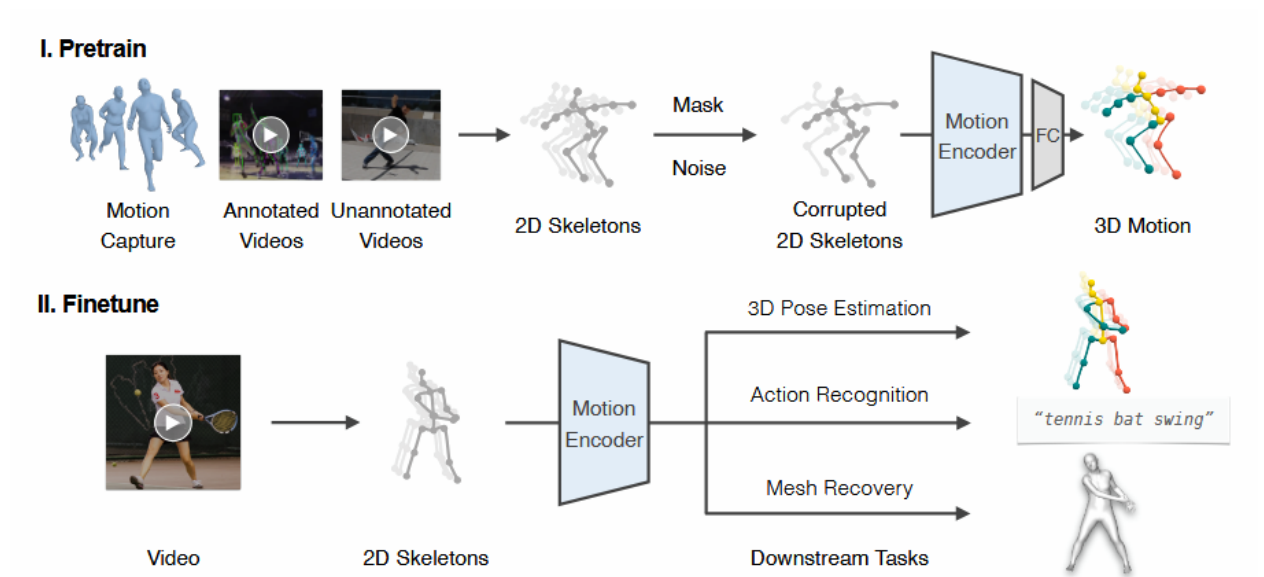 I. Pretrain
Mask
Noise
Motion
Encoder
FC
Motion
Capture
Annotated
Videos
Unannotated
Videos
2D Skeletons
Corrupted
2D Skeletons
3D Motion
II. Finetune
3D Pose Estimation
Action Recognition
Mesh Recovery
Motion
Encoder
“tennis bat swing”
Video
2D Skeletons
Downstream Tasks